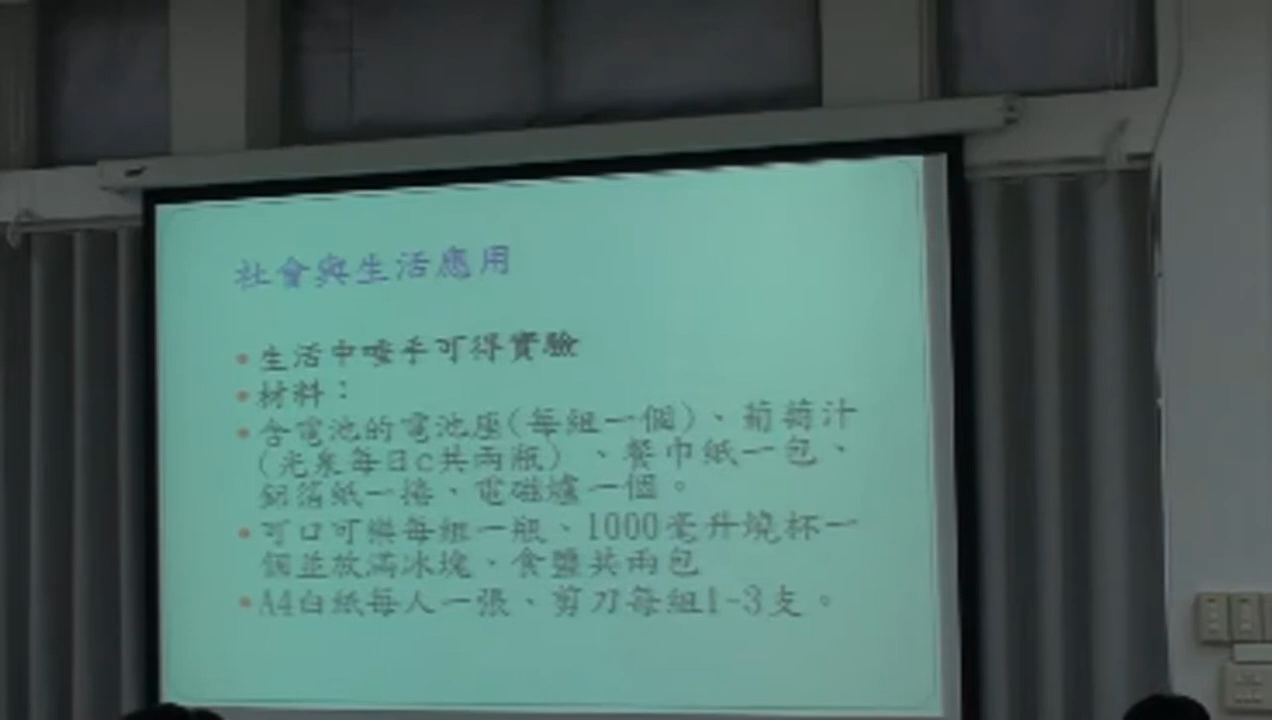 社會與生活應用
• 生活中唾手可得實驗
• 材料：
• 含電池的電池座(每組一個)、葡萄汁
(光泉每日c共兩瓶)、餐巾紙一包、
鋁箔紙一捲、電磁爐一個。
• 可口可樂每組一瓶、1000毫升燒杯一
個並放滿冰塊、食鹽共兩包
• A4白紙每人一張、剪刀每組1-3支。